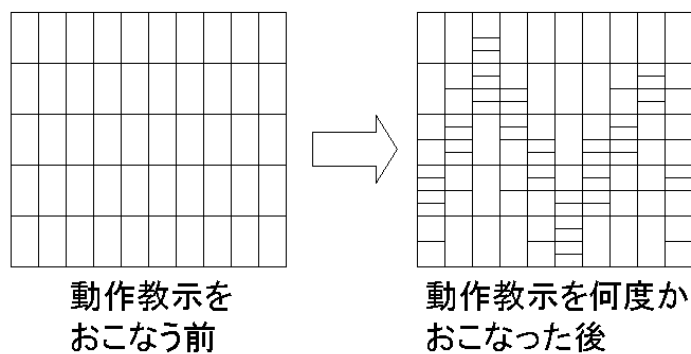 動作教示を
おこなう前
動作教示を何度か
おこなった後